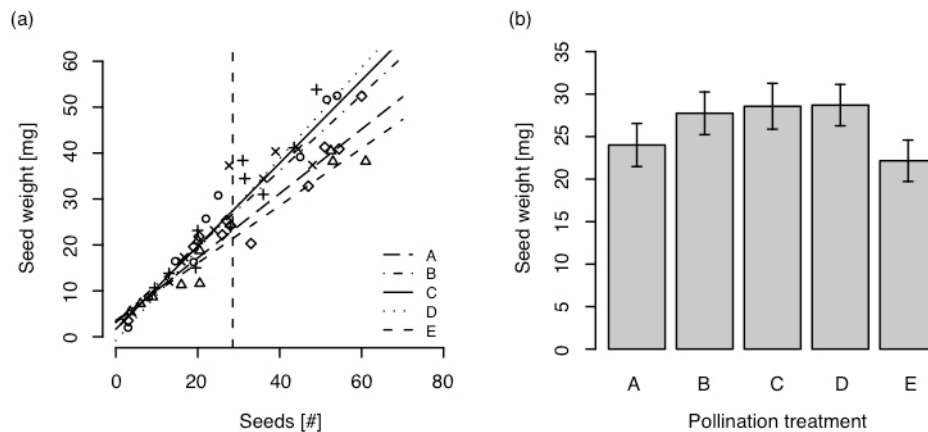 (a)
Seed weight [mg]
60
50
40
30
20
10
0
0 20 40 60 80
Seeds [#]
A
B
C
D
E
(b)
Seed weight [mg]
35
30
25
20
15
10
5
0
A B C D E
Pollination treatment